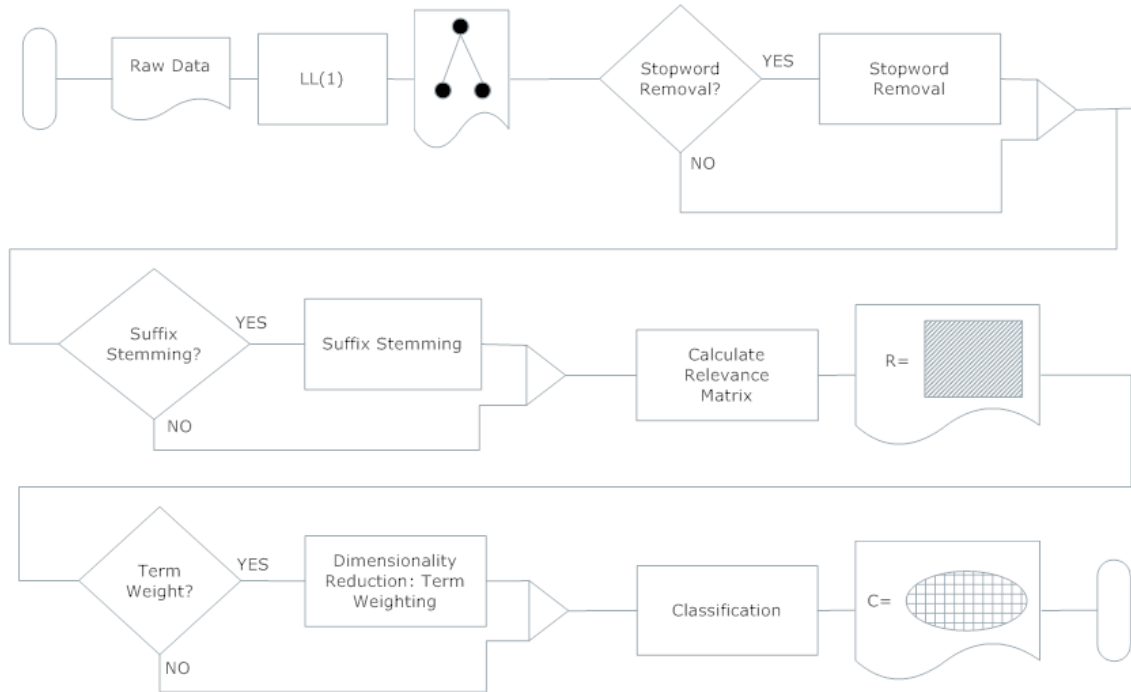 Raw Data
LL(1)
Stopword
Removal?
YES
Stopword
Removal
NO
Suffix
Stemming?
YES
Suffix Stemming
NO
Calculate
Relevance
Matrix
R=
Term
Weight?
YES
Dimensionality
Reduction: Term
Weighting
NO
Classification
C=